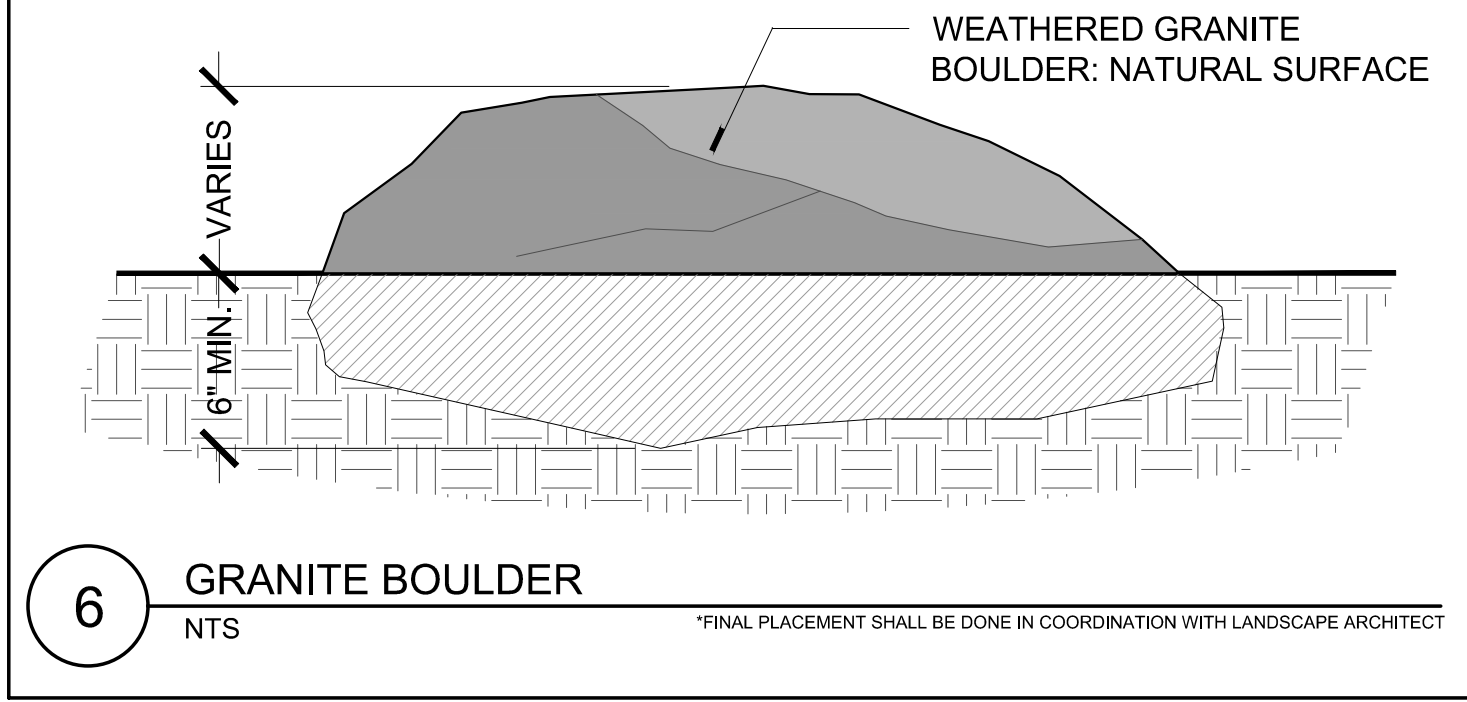 WEATHERED GRANITE
BOULDER: NATURAL SURFACE
VARIES
6" MIN.
6
GRANITE BOULDER
NTS
*FINAL PLACEMENT SHALL BE DONE IN COORDINATION WITH LANDSCAPE ARCHITECT